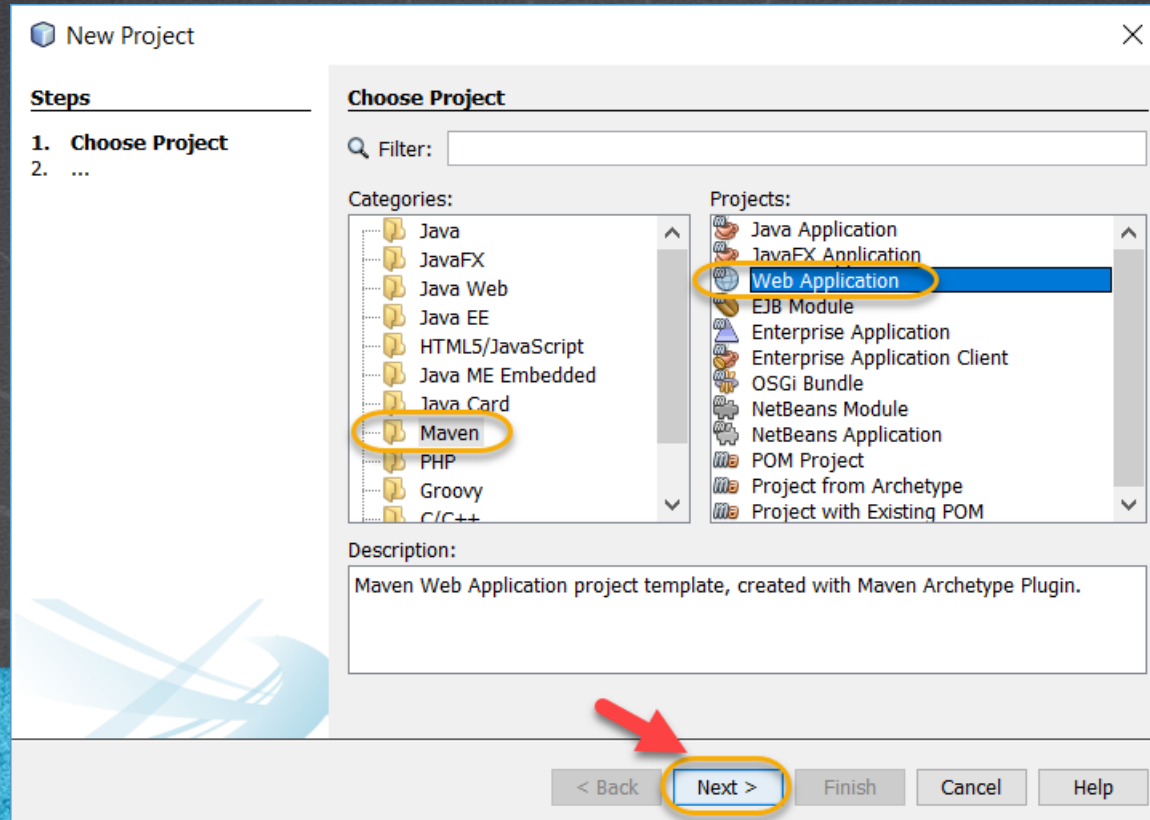 New Project
Steps
1. Choose Project
2. ...
Choose Project
Filter:
Categories:
Java
JavaFX
Java Web
Java EE
HTML5/JavaScript
Java ME Embedded
Java Card
Maven
PHP
Groovy
C/C++
Projects:
Java Application
JavaFX Application
Web Application
EJB Module
Enterprise Application
Enterprise Application Client
OSGi Bundle
NetBeans Module
NetBeans Application
POM Project
Project from Archetype
Project with Existing POM
Description:
Maven Web Application project template, created with Maven Archetype Plugin.
< Back
Next >
Finish
Cancel
Help